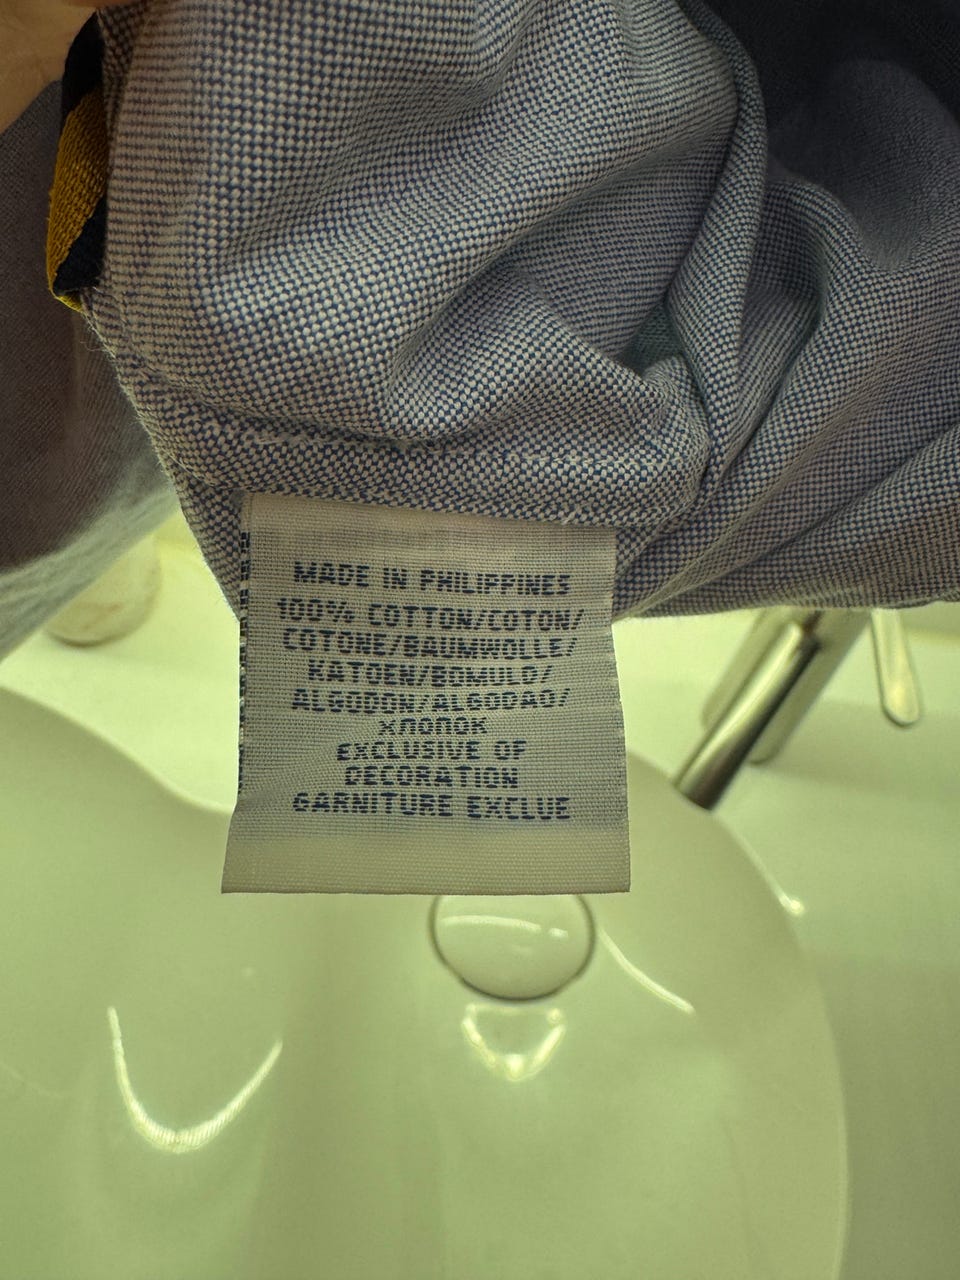 MADE IN PHILIPPINES
100% COTTON/COTON/
COTONE/BAUMWOLLE/
KATOEN/BOMULD/
ALGODON/ALGODAO/
ХЛОПОК
EXCLUSIVE OF
DECORATION
GARNITURE EXCLUE